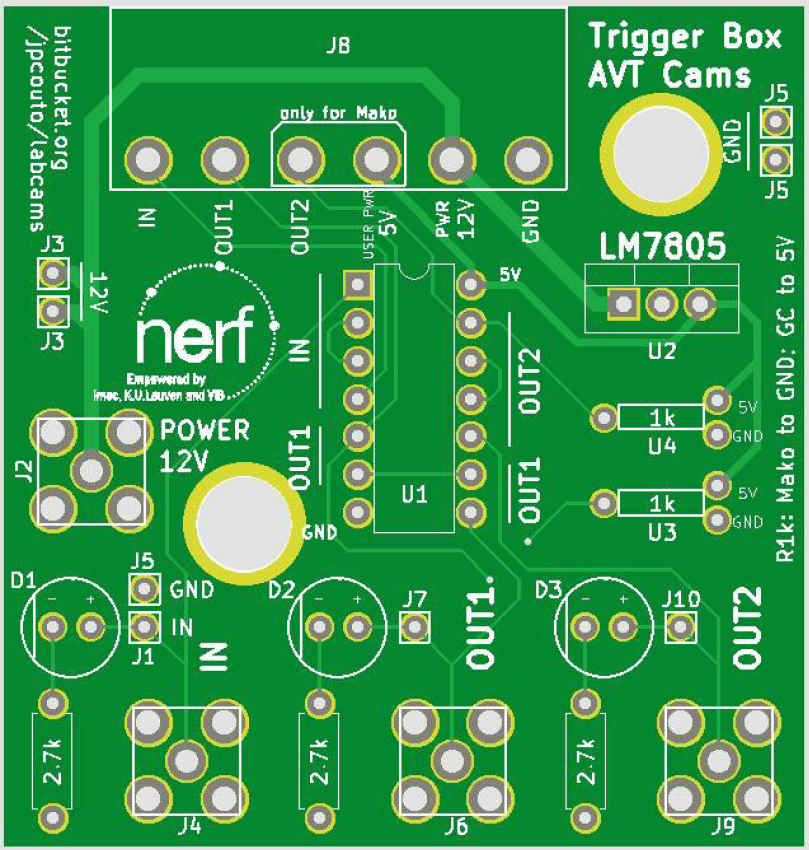 bitbucket.org
/jpcouto/labcams
J8
only for Mako
Trigger Box
AVT Cams
J5
GND
J5
IN
OUT1
OUT2
USER PWR
5V
PWR
12V
GND
J3
12V
J3
LM7805
5V
U2
nerf
Empowered by
imec, K.U.Leuven and VIB
IN
OUT2
OUT1
OUT1
U1
1k
5V
GND
U4
1k
5V
GND
U3
R1k: Mako to GND; GC to 5V
POWER
12V
J2
GND
D1
- +
J5
GND
IN
J1
IN
D2
- +
J7
OUT1
D3
- +
J10
OUT2
2.7k
J4
2.7k
J6
2.7k
J9